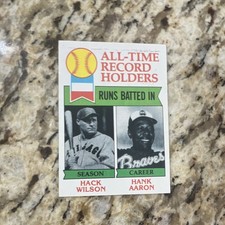 ALL-TIME
RECORD
HOLDERS
RUNS BATTED IN
Braves
SEASON
CAREER
HACK
WILSON
HANK
AARON